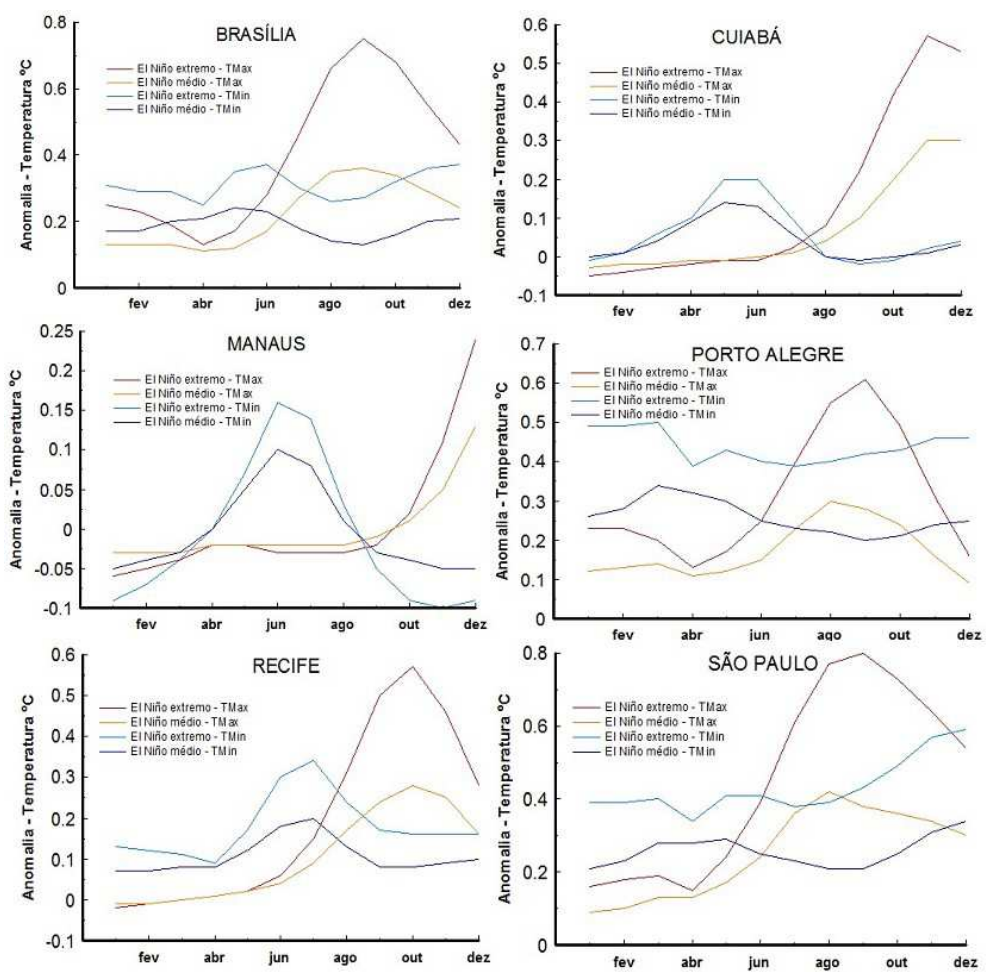 BRASÍLIA
El Niño extremo - TMax
El Niño médio - TMax
El Niño extremo - TMin
El Niño médio - TMin
Anomalia - Temperatura ºC
0.8
0.6
0.4
0.2
0
fev abr jun ago out dez
CUIABÁ
El Niño extremo - TMax
El Niño médio - TMax
El Niño extremo - TMin
El Niño médio - TMin
Anomalia - Temperatura ºC
0.6
0.5
0.4
0.3
0.2
0.1
0
-0.1
fev abr jun ago out dez
MANAUS
El Niño extremo - TMax
El Niño médio - TMax
El Niño extremo - TMin
El Niño médio - TMin
Anomalia - Temperatura ºC
0.25
0.2
0.15
0.1
0.05
0
-0.05
-0.1
fev abr jun ago out dez
PORTO ALEGRE
El Niño extremo - TMax
El Niño médio - TMax
El Niño extremo - TMin
El Niño médio - TMin
Anomalia - Temperatura ºC
0.7
0.6
0.5
0.4
0.3
0.2
0.1
0
fev abr jun ago out dez
RECIFE
El Niño extremo - TMax
El Niño médio - TMax
El Niño extremo - TMin
El Niño médio - TMin
Anomalia - Temperatura ºC
0.6
0.5
0.4
0.3
0.2
0.1
0
-0.1
fev abr jun ago out dez
SÃO PAULO
El Niño extremo - TMax
El Niño médio - TMax
El Niño extremo - TMin
El Niño médio - TMin
Anomalia - Temperatura ºC
0.8
0.6
0.4
0.2
0
fev abr jun ago out dez